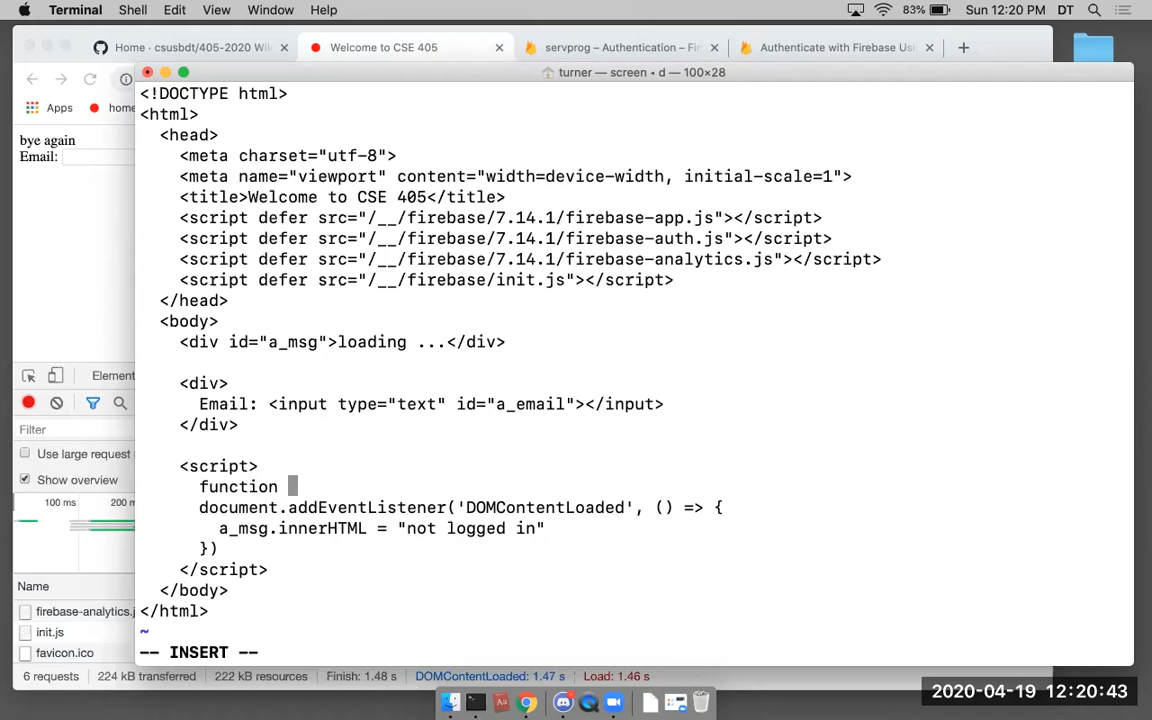 Terminal Shell Edit View Window Help 83% Sun 12:20 PM DT
Home · csusbdt/405-2020 Wik Welcome to CSE 405 servprog – Authentication – Fir Authenticate with Firebase Usi
turner — screen ◂ d — 100×28
Apps home
bye again
Email:
<!DOCTYPE html>
<html>
<head>
<meta charset="utf-8">
<meta name="viewport" content="width=device-width, initial-scale=1">
<title>Welcome to CSE 405</title>
<script defer src="/__/firebase/7.14.1/firebase-app.js"></script>
<script defer src="/__/firebase/7.14.1/firebase-auth.js"></script>
<script defer src="/__/firebase/7.14.1/firebase-analytics.js"></script>
<script defer src="/__/firebase/init.js"></script>
</head>
<body>
<div id="a_msg">loading ...</div>
<div>
Email: <input type="text" id="a_email"></input>
</div>
<script>
function
document.addEventListener('DOMContentLoaded', () => {
a_msg.innerHTML = "not logged in"
})
</script>
</body>
</html>
~
-- INSERT --
Element
Filter
Use large request
Show overview
100 ms 200 m
Name
firebase-analytics.j
init.js
favicon.ico
6 requests 224 kB transferred 222 kB resources Finish: 1.48 s DOMContentLoaded: 1.47 s Load: 1.46 s
2020-04-19 12:20:43